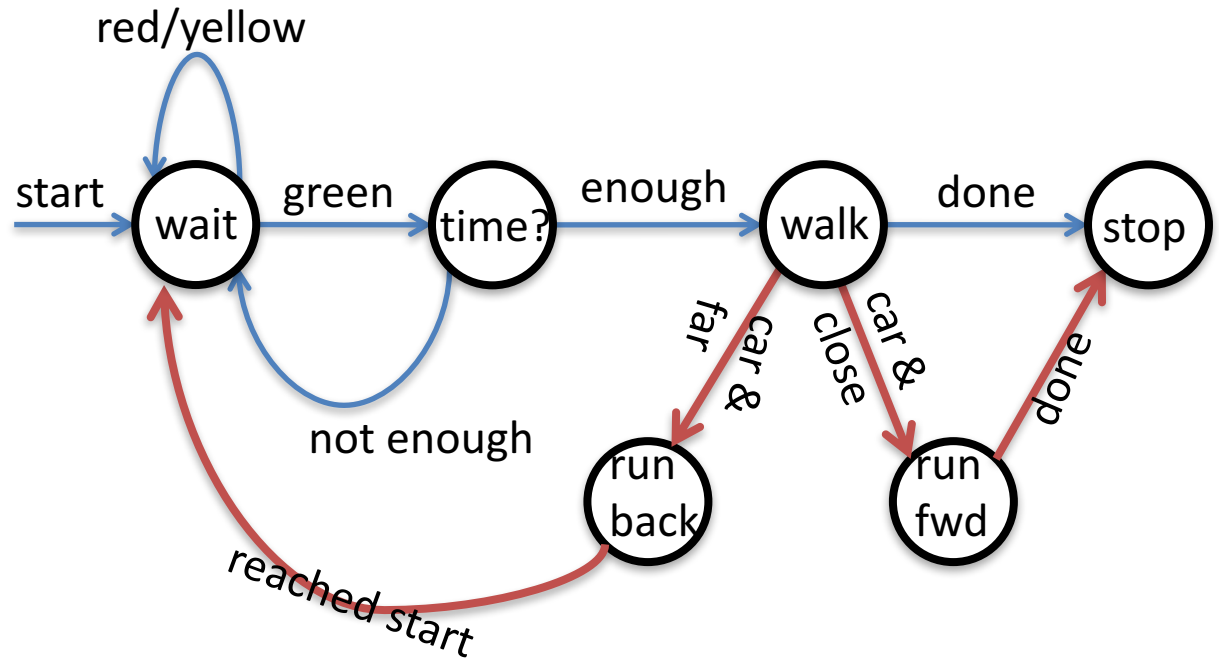 red/yellow
start
wait
green
time?
enough
walk
done
stop
not enough
car &
far
car &
close
done
run
back
run
fwd
reached start